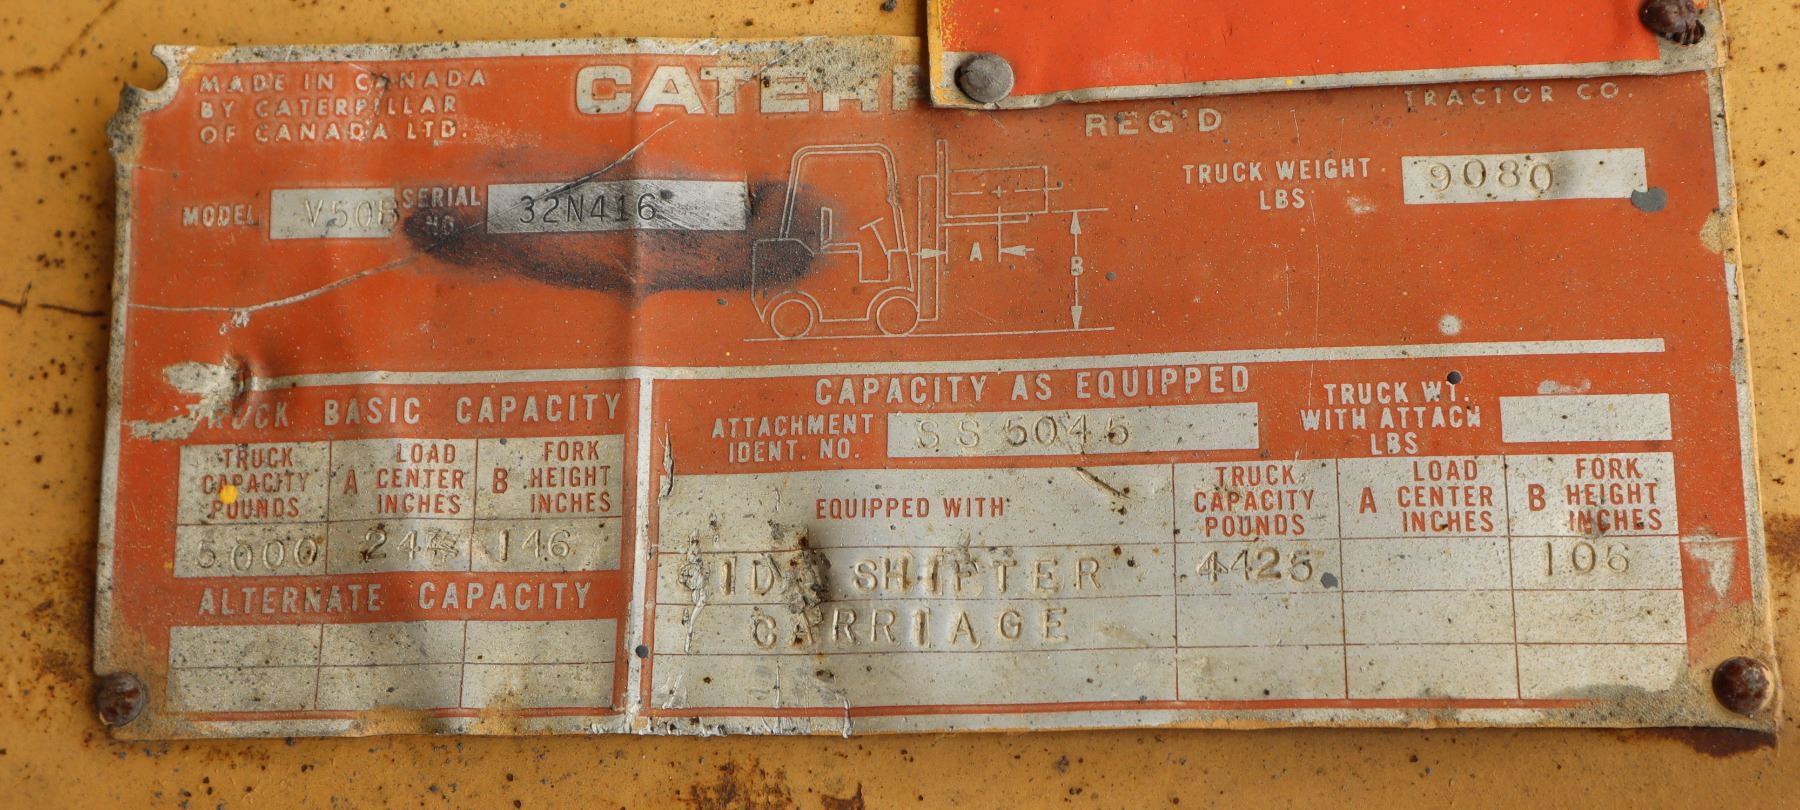 MADE IN CANADA
BY CATERPILLAR
OF CANADA LTD.
CATERP
REG'D
TRACTOR CO.
MODEL V50B SERIAL NO 32N416
TRUCK WEIGHT
LBS
9080
A
B
TRUCK BASIC CAPACITY
TRUCK CAPACITY POUNDS
A LOAD CENTER INCHES
B FORK HEIGHT INCHES
5000 24 146
ALTERNATE CAPACITY
CAPACITY AS EQUIPPED
ATTACHMENT
IDENT. NO.
SS5045
TRUCK WT.
WITH ATTACH
LBS
EQUIPPED WITH
TRUCK CAPACITY POUNDS
A LOAD CENTER INCHES
B FORK HEIGHT INCHES
SIDE SHIFTER 4425 106
CARRIAGE